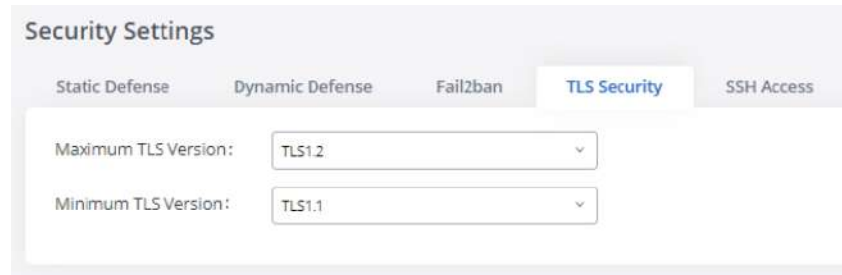 Security Settings
Static Defense Dynamic Defense Fail2ban TLS Security SSH Access
Maximum TLS Version: TLS1.2
Minimum TLS Version: TLS1.1